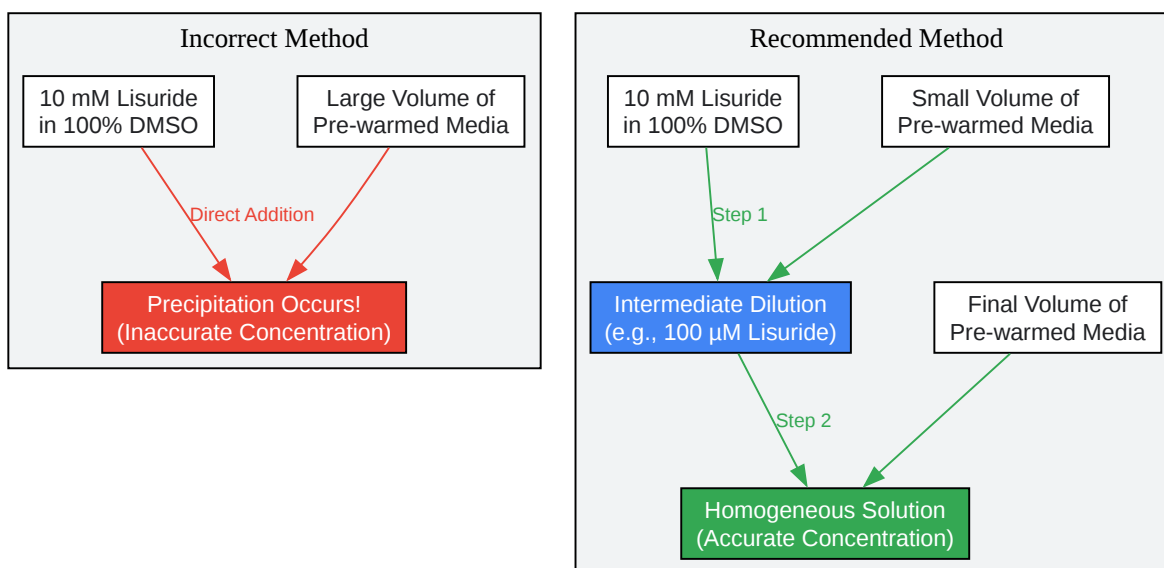 Incorrect Method
10 mM Lisuride
in 100% DMSO
Large Volume of
Pre-warmed Media
Direct Addition
Precipitation Occurs!
(Inaccurate Concentration)
Recommended Method
10 mM Lisuride
in 100% DMSO
Small Volume of
Pre-warmed Media
Step 1
Intermediate Dilution
(e.g., 100 µM Lisuride)
Final Volume of
Pre-warmed Media
Step 2
Homogeneous Solution
(Accurate Concentration)